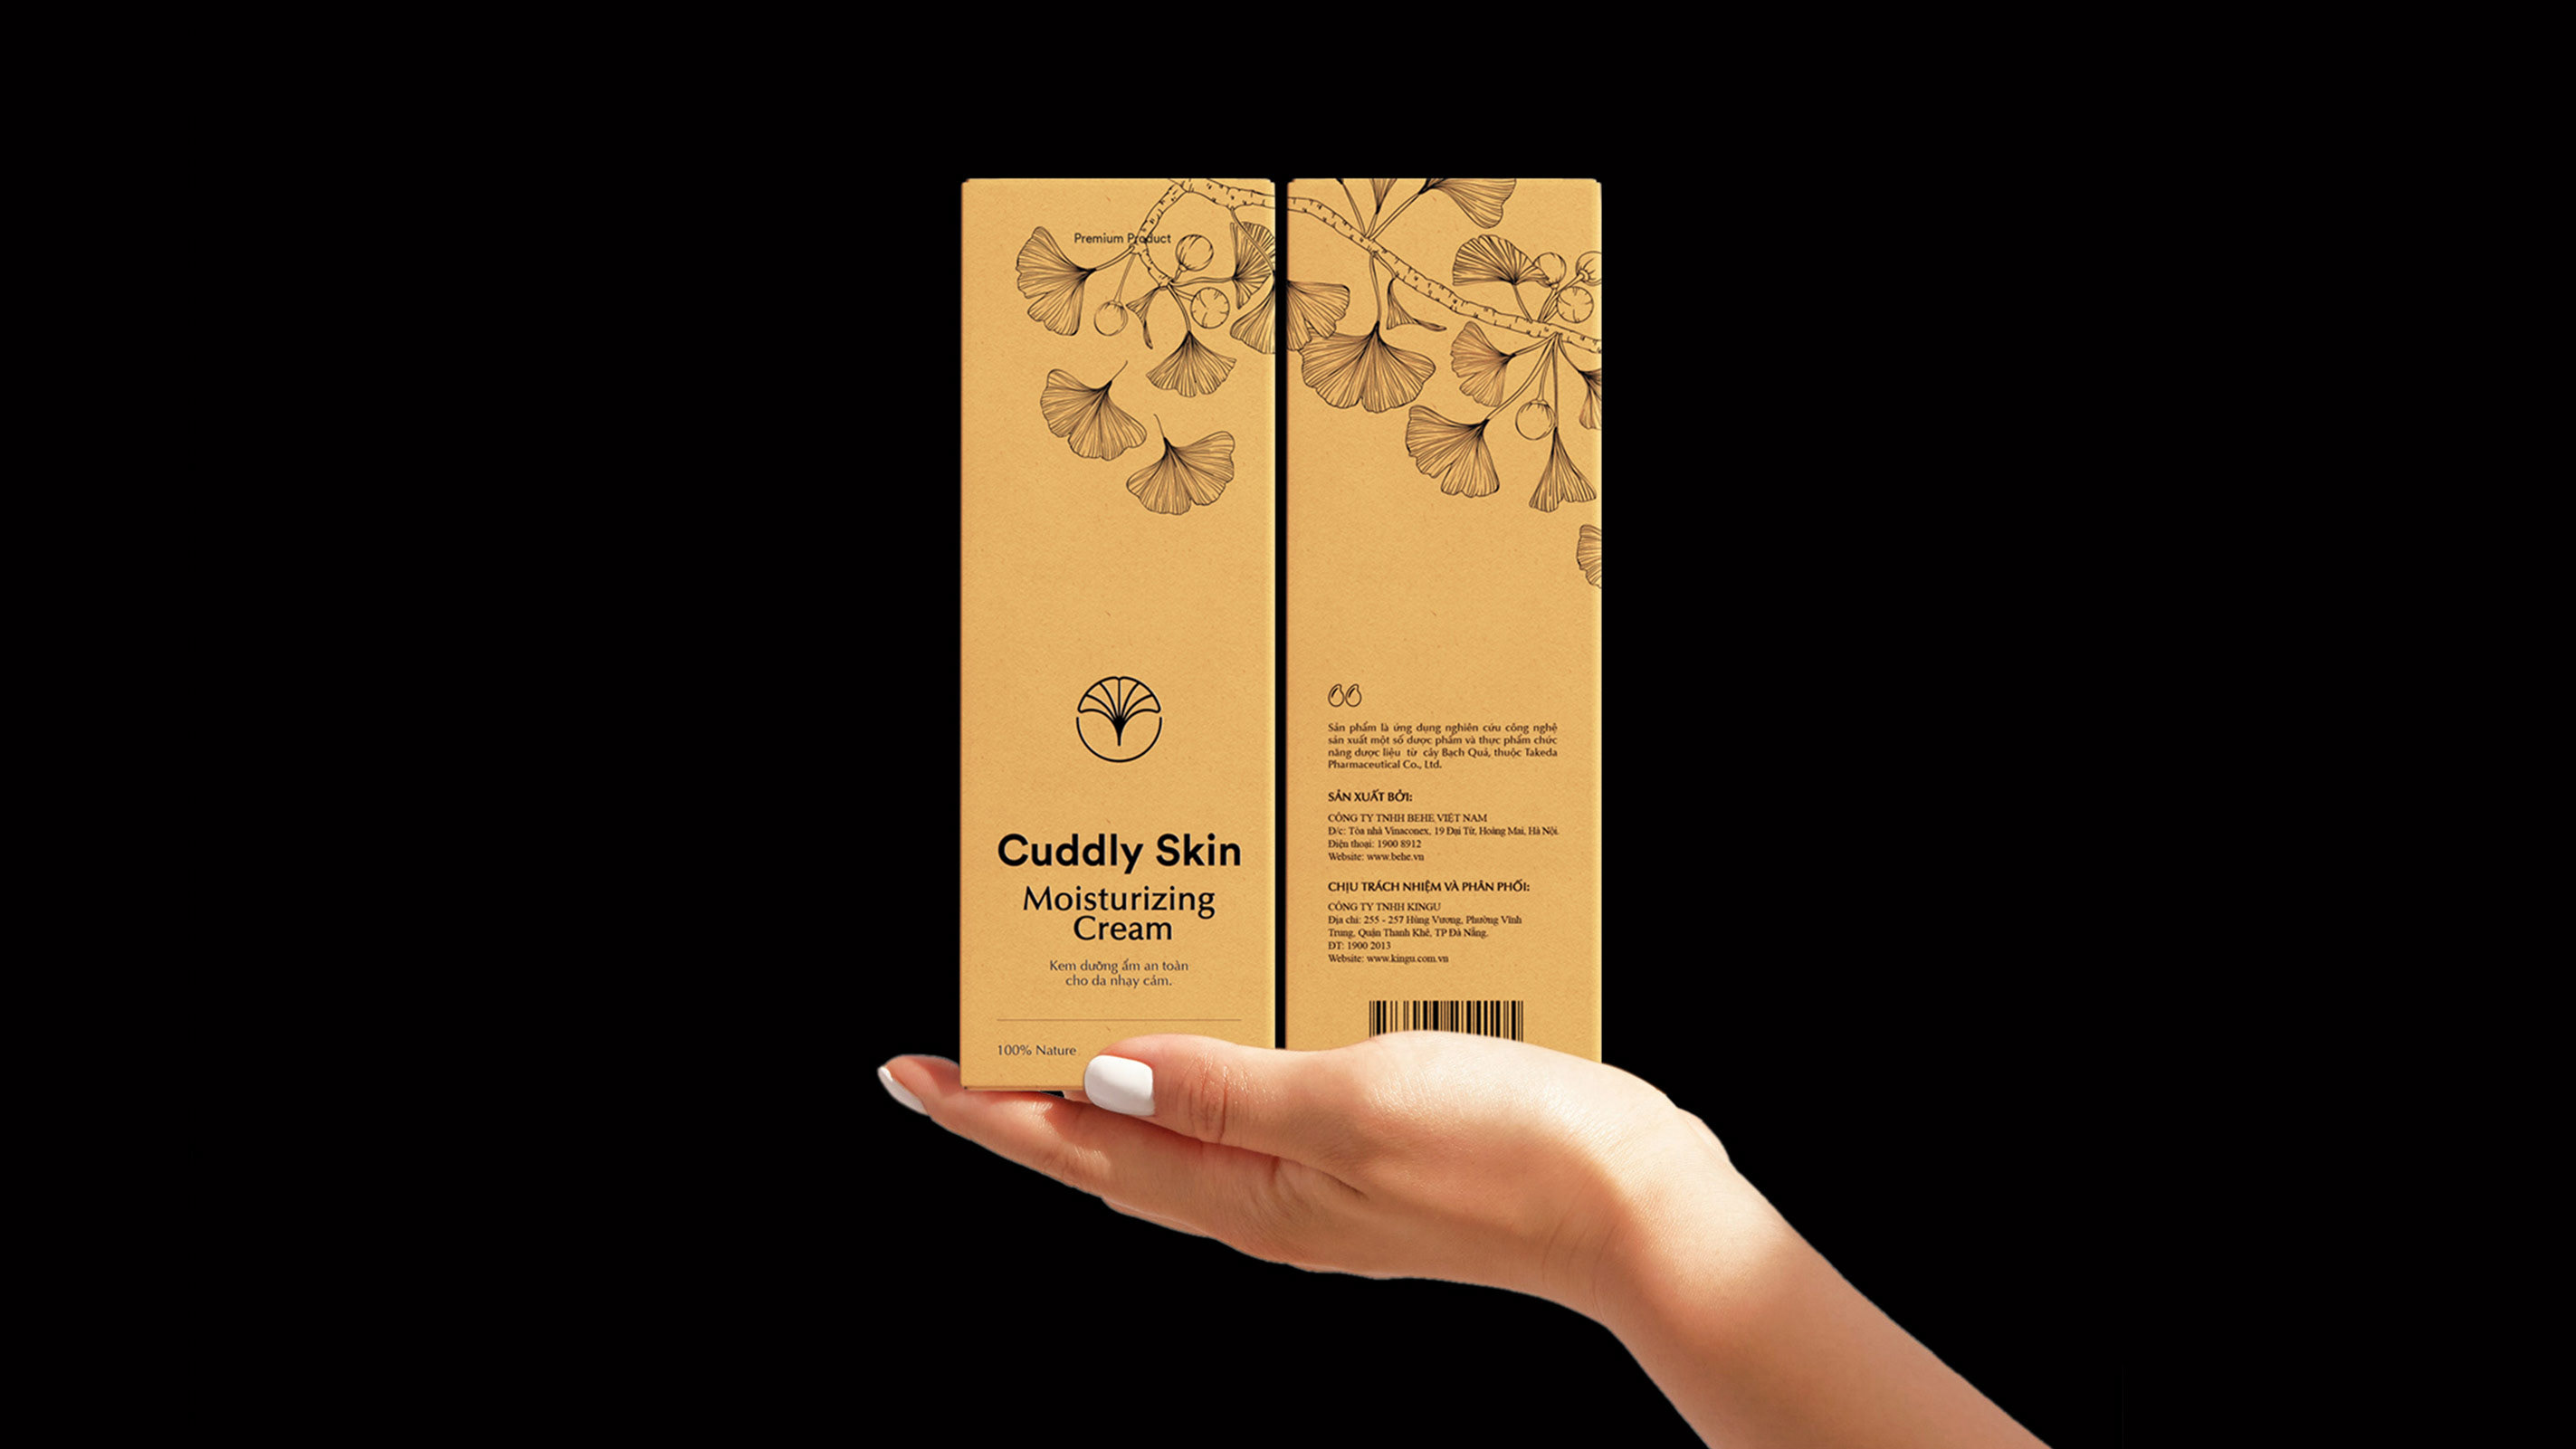 Premium Product
Cuddly Skin
Moisturizing
Cream
Kem dưỡng ẩm an toàn
cho da nhạy cảm.
100% Nature
Sản phẩm là ứng dụng nghiên cứu công nghệ
sản xuất một số dược phẩm và thực phẩm chức
năng dược liệu từ cây Bạch Quả, thuộc Takeda
Pharmaceutical Co., Ltd.
SẢN XUẤT BỞI:
CÔNG TY TNHH BEHE VIỆT NAM
Đ/c: Tòa nhà Vinaconex, 19 Đại Từ, Hoàng Mai, Hà Nội.
Điện thoại: 1900 8912
Website: www.behe.vn
CHỊU TRÁCH NHIỆM VÀ PHÂN PHỐI:
CÔNG TY TNHH KINGU
Địa chỉ: 255 - 257 Hùng Vương, Phường Vĩnh
Trung, Quận Thanh Khê, TP Đà Nẵng.
ĐT: 1900 2013
Website: www.kingu.com.vn